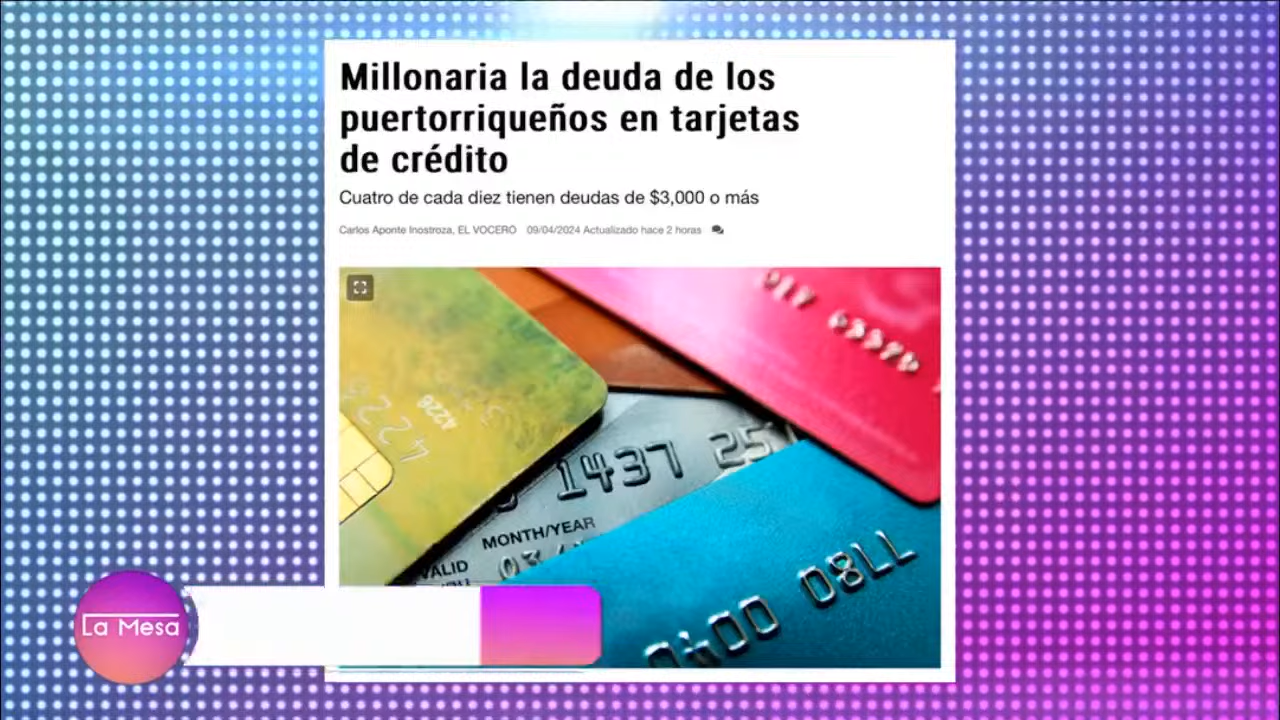 Millonaria la deuda de los
puertorriqueños en tarjetas
de crédito
Cuatro de cada diez tienen deudas de $3,000 o más
Carlos Aponte Inostroza, EL VOCERO 09/04/2024 Actualizado hace 2 horas
4226
1437
MONTH/YEAR
VALID
La Mesa